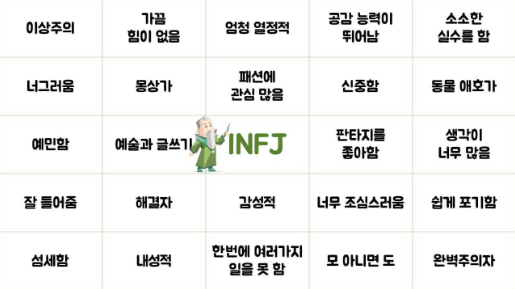 이상주의
가끔
힘이 없음
엄청 열정적
공감 능력이
뛰어남
소소한
실수를 함
너그러움
몽상가
패션에
관심 많음
신중함
동물 애호가
예민함
예술과 글쓰기
INFJ
판타지를
좋아함
생각이
너무 많음
잘 들어줌
해결자
감성적
너무 조심스러움
쉽게 포기함
섬세함
내성적
한번에 여러가지
일을 못 함
모 아니면 도
완벽주의자